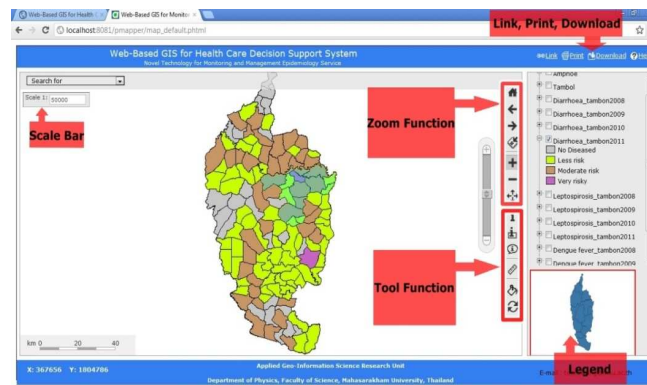 Web-Based GIS for Health C
Web-Based GIS for Monitor
localhost:8081/pmapper/map_default.phtml
Link, Print, Download
Web-Based GIS for Health Care Decision Support System
Novel Technology for Monitoring and Management Epidemiology Service
Link Print Download He
Search for
Scale 1: 50000
Scale Bar
Zoom Function
Tool Function
1
Amphoe
Tambol
Diarrhoea_tambon2008
Diarrhoea_tambon2009
Diarrhoea_tambon2010
Diarrhoea_tambon2011
No Diseased
Less risk
Moderate risk
Very risky
Leptospirosis_tambon2008
Leptospirosis_tambon2009
Leptospirosis_tambon2010
Leptospirosis_tambon2011
Dengue fever_tambon2008
Dengue fever_tambon2009
km 0 20 40
Legend
X: 367656 Y: 1804786
Applied Geo-Information Science Research Unit
Department of Physics, Faculty of Science, Mahasarakham University, Thailand
E-mail